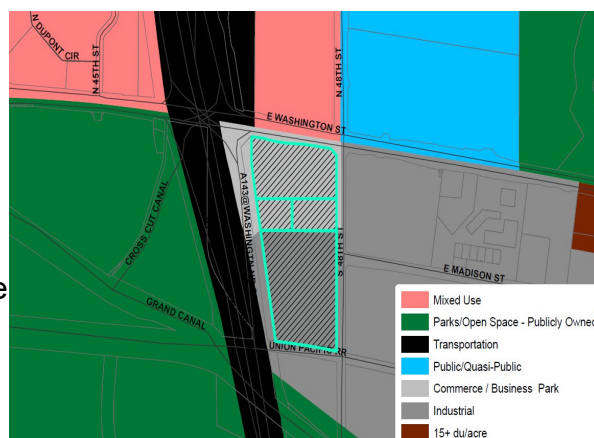 N DUPONT
CIR
N 45TH ST
N 48TH ST
E WASHINGTON ST
CROSS CUT CANAL
A143@WASHINGTON
S 48TH ST
e
E MADISON ST
GRAND CANAL
UNION PACIFIC RR
Mixed Use
Parks/Open Space - Publicly Owned
Transportation
Public/Quasi-Public
Commerce / Business Park
Industrial
15+ du/acre